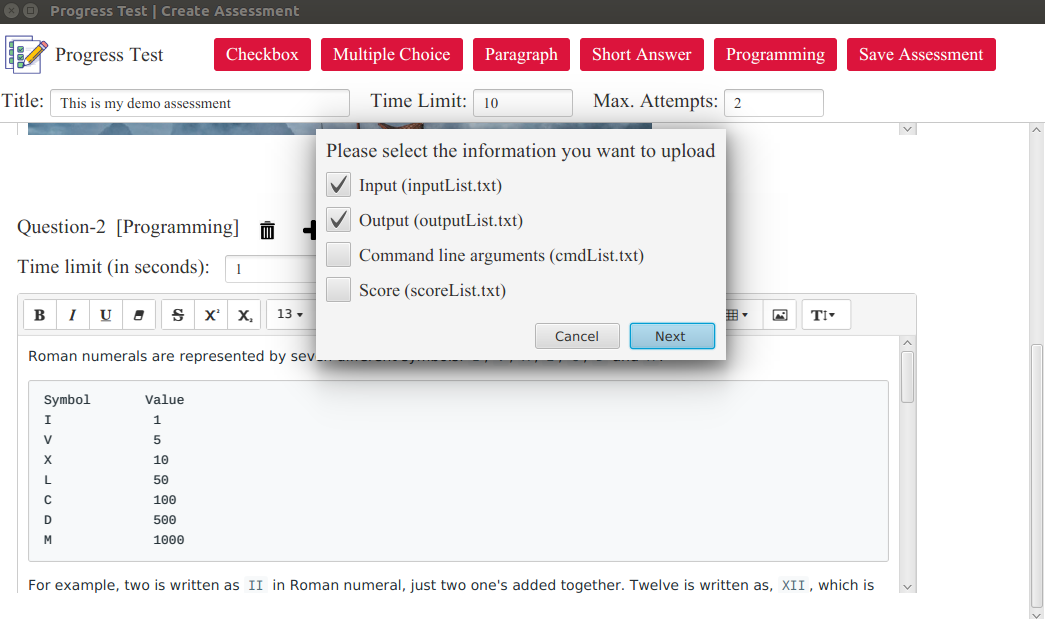 Progress Test | Create Assessment
Progress Test Checkbox Multiple Choice Paragraph Short Answer Programming Save Assessment
Title: This is my demo assessment Time Limit: 10 Max. Attempts: 2
Please select the information you want to upload
Input (inputList.txt)
Output (outputList.txt)
Command line arguments (cmdList.txt)
Score (scoreList.txt)
Cancel Next
Question-2 [Programming]
Time limit (in seconds): 1
B I U S X² X₂ 13 TI
Roman numerals are represented by
Symbol Value
I 1
V 5
X 10
L 50
C 100
D 500
M 1000
For example, two is written as II in Roman numeral, just two one's added together. Twelve is written as, XII, which is